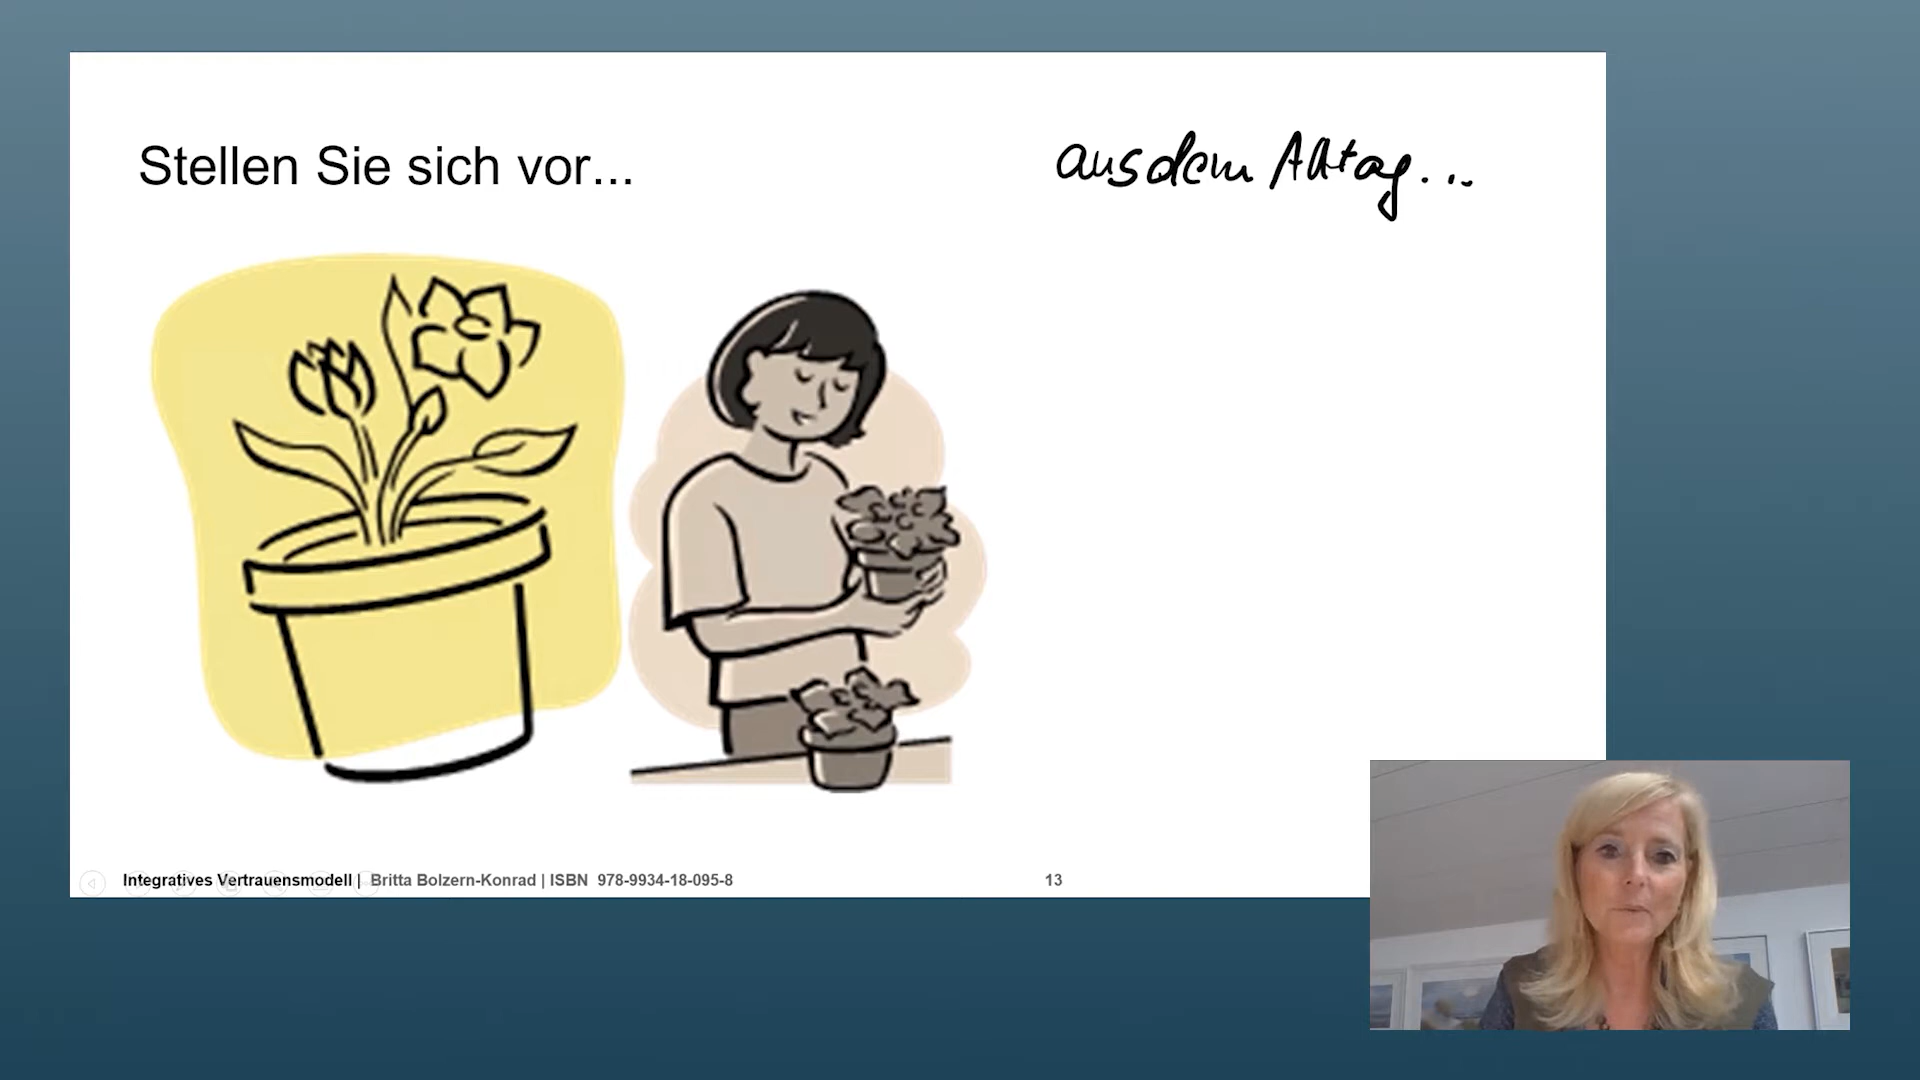 Stellen Sie sich vor...
aus dem Alltag...
Integratives Vertrauensmodell | Britta Bolzern-Konrad | ISBN 978-9934-18-095-8
13